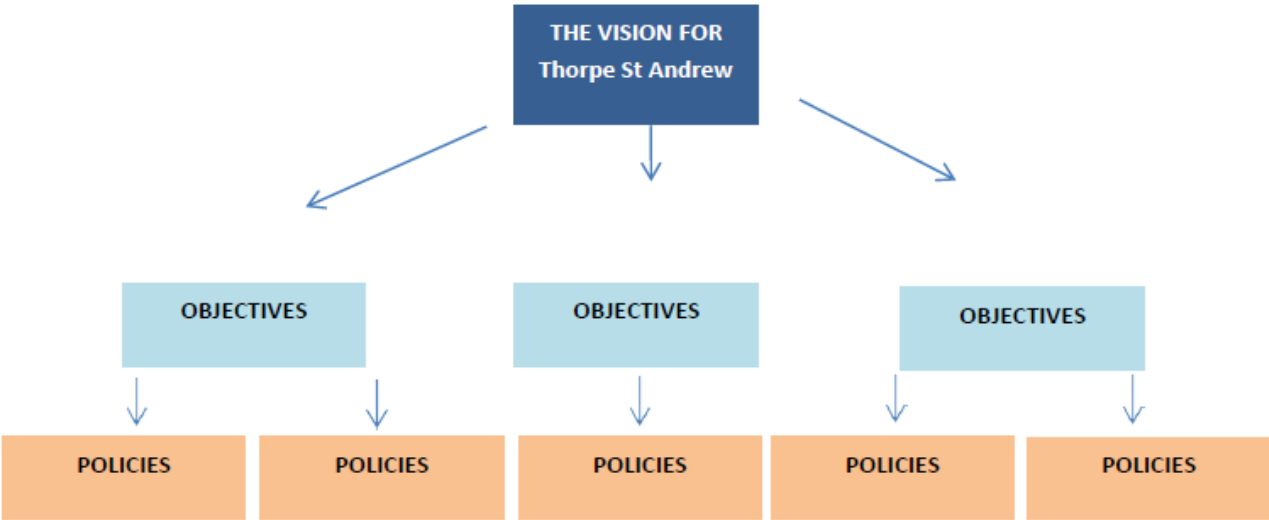 THE VISION FOR
Thorpe St Andrew
OBJECTIVES
OBJECTIVES
OBJECTIVES
POLICIES
POLICIES
POLICIES
POLICIES
POLICIES